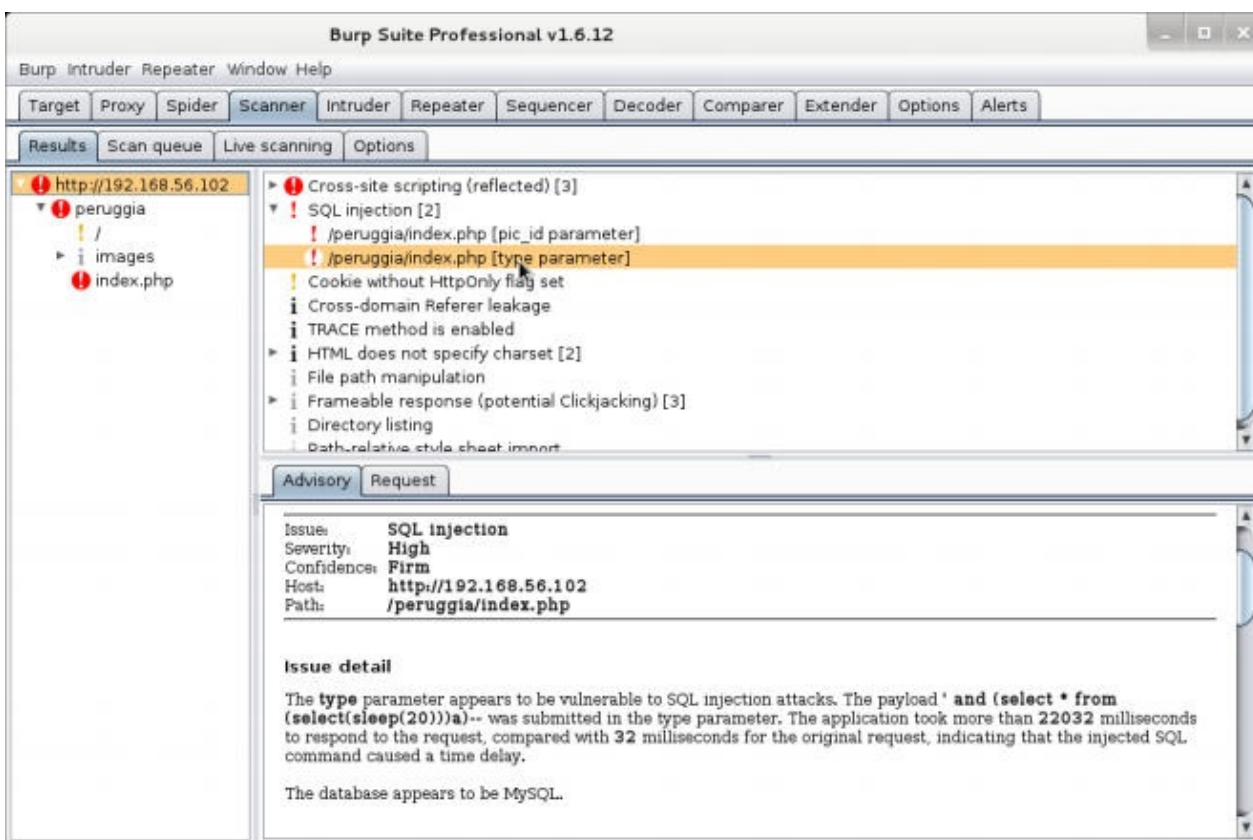 Burp Suite Professional v1.6.12
Burp Intruder Repeater Window Help
Target Proxy Spider Scanner Intruder Repeater Sequencer Decoder Comparer Extender Options Alerts
Results Scan queue Live scanning Options
http://192.168.56.102
peruggia
/
images
index.php
Cross-site scripting (reflected) [3]
SQL injection [2]
/peruggia/index.php [pic_id parameter]
/peruggia/index.php [type parameter]
Cookie without HttpOnly flag set
Cross-domain Referer leakage
TRACE method is enabled
HTML does not specify charset [2]
File path manipulation
Frameable response (potential Clickjacking) [3]
Directory listing
Path-relative style sheet import
Advisory Request
Issue: SQL injection
Severity: High
Confidence: Firm
Host: http://192.168.56.102
Path: /peruggia/index.php
Issue detail
The type parameter appears to be vulnerable to SQL injection attacks. The payload ' and (select * from
(select(sleep(20)))a)-- was submitted in the type parameter. The application took more than 22032 milliseconds
to respond to the request, compared with 32 milliseconds for the original request, indicating that the injected SQL
command caused a time delay.
The database appears to be MySQL.